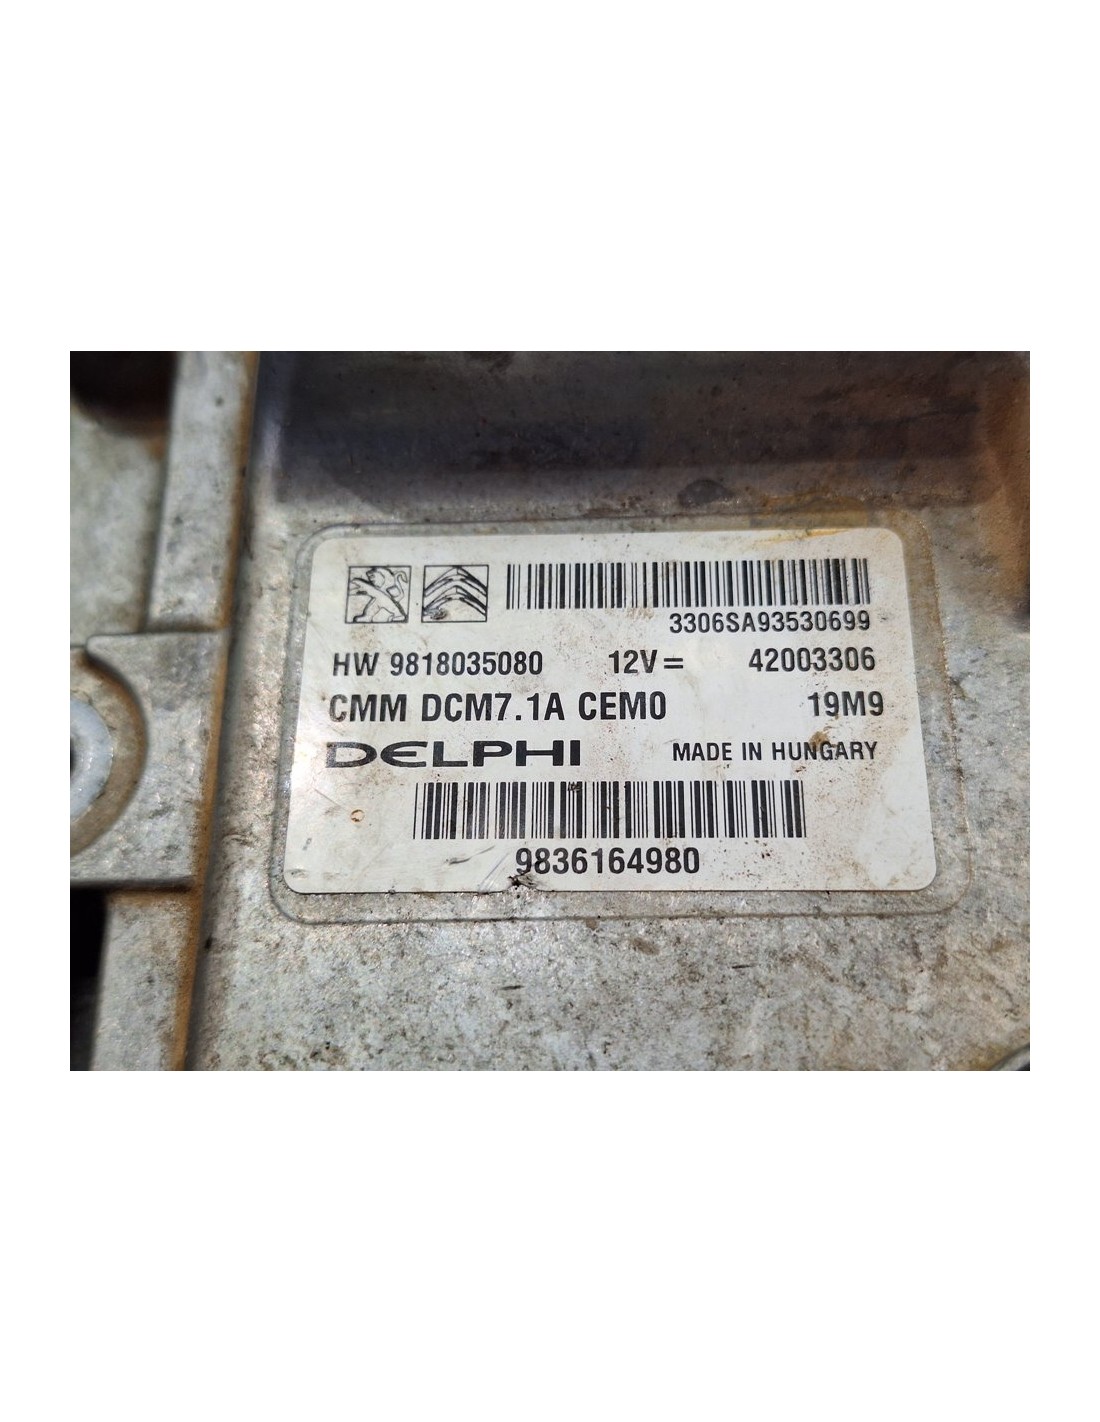 3306SA93530699
HW 9818035080 12V= 42003306
CMM DCM7.1A CEM0 19M9
DELPHI MADE IN HUNGARY
9836164980